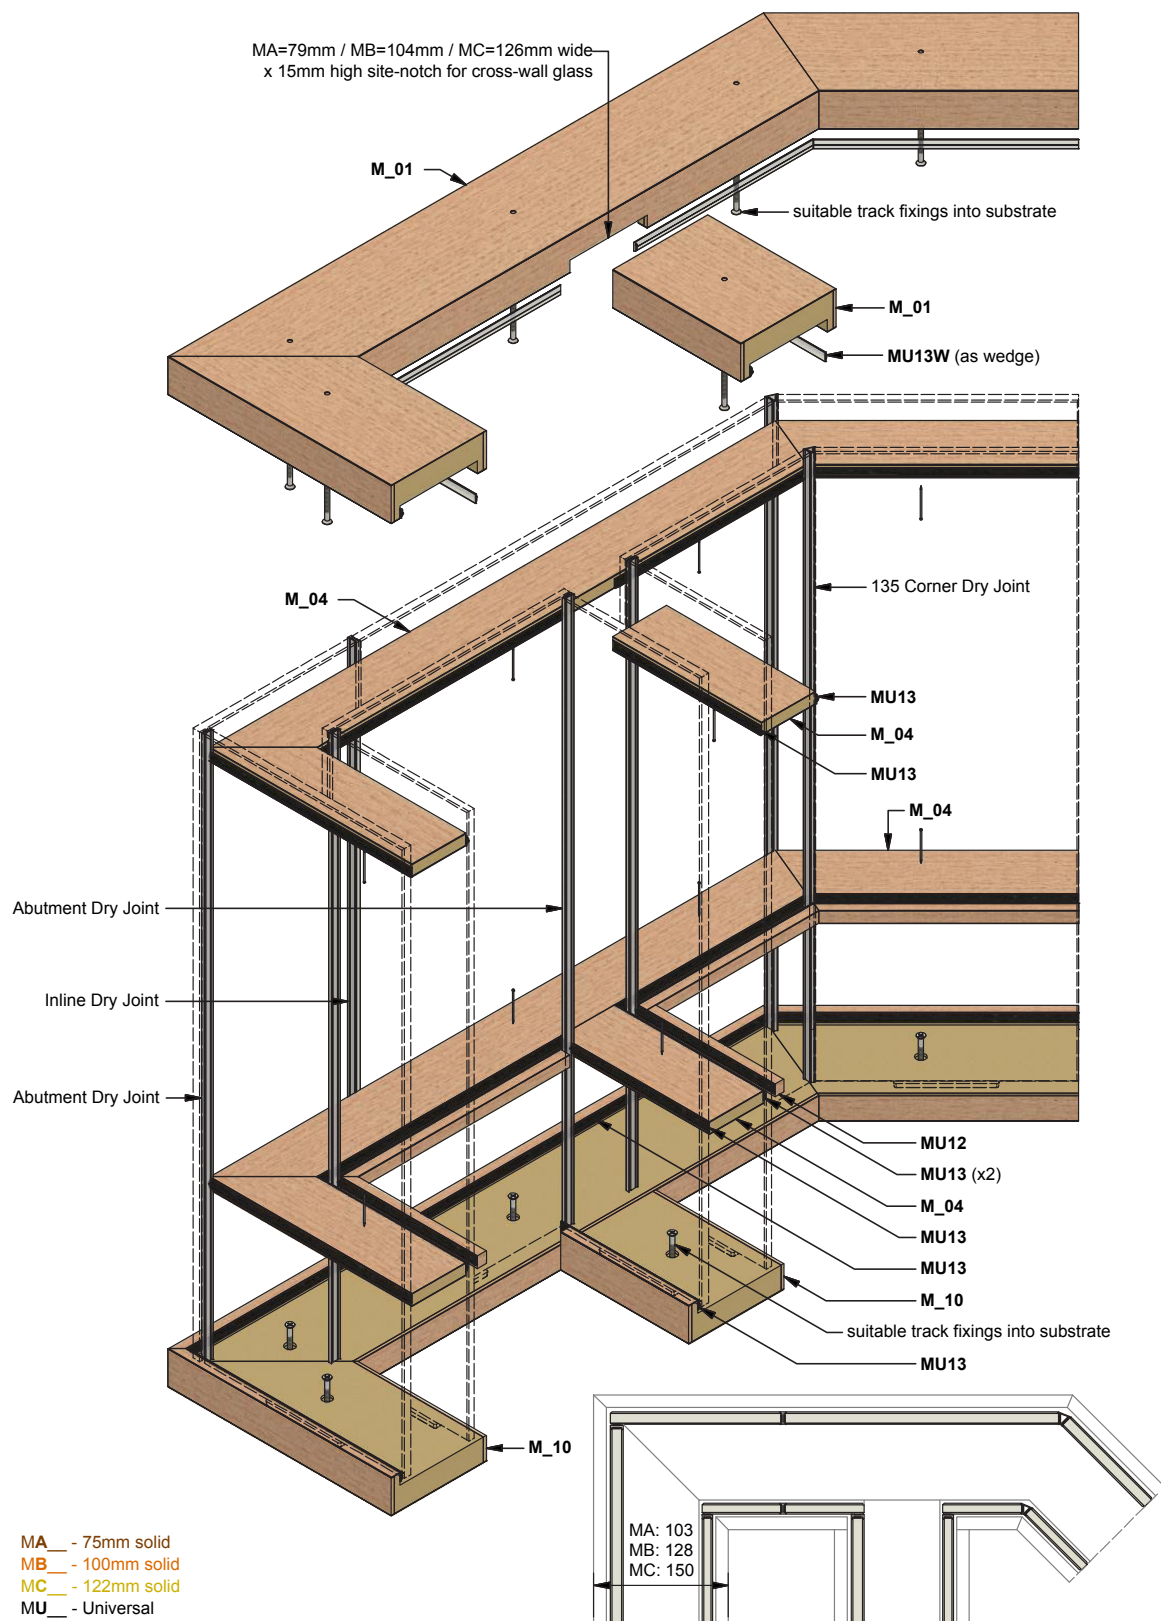 MA=79mm / MB=104mm / MC=126mm wide
x 15mm high site-notch for cross-wall glass
M_01
suitable track fixings into substrate
M_01
MU13W (as wedge)
135 Corner Dry Joint
M_04
MU13
M_04
MU13
M_04
Abutment Dry Joint
Inline Dry Joint
Abutment Dry Joint
MU12
MU13 (x2)
M_04
MU13
MU13
M_10
suitable track fixings into substrate
MU13
M_10
MA: 103
MB: 128
MC: 150
MA__ - 75mm solid
MB__ - 100mm solid
MC__ - 122mm solid
MU__ - Universal